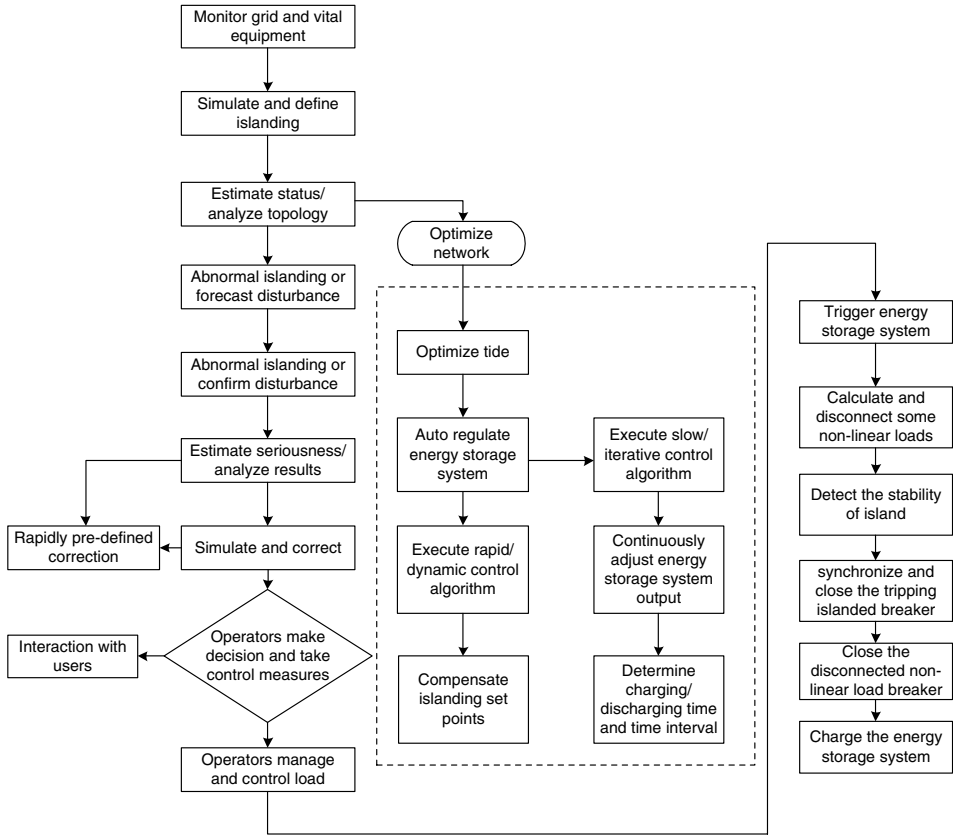 Monitor grid and vital
equipment
Simulate and define
islanding
Estimate status/
analyze topology
Abnormal islanding or
forecast disturbance
Abnormal islanding or
confirm disturbance
Estimate seriousness/
analyze results
Rapidly pre-defined
correction
Simulate and correct
Interaction with
users
Operators make
decision and take
control measures
Operators manage
and control load
Optimize
network
Optimize tide
Auto regulate
energy storage
system
Execute rapid/
dynamic control
algorithm
Compensate
islanding set
points
Execute slow/
iterative control
algorithm
Continuously
adjust energy
storage system
output
Determine
charging/
discharging time
and time interval
Trigger energy
storage system
Calculate and
disconnect some
non-linear loads
Detect the stability
of island
synchronize and
close the tripping
islanded breaker
Close the
disconnected non-
linear load breaker
Charge the energy
storage system